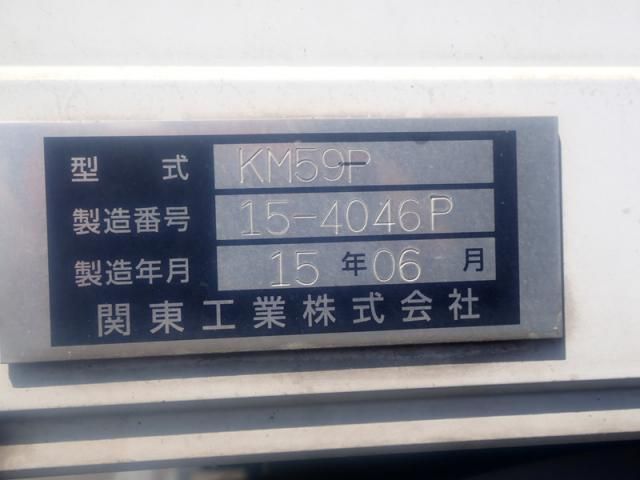 型式 KM59P
製造番号 15-4046P
製造年月 15年06月
関東工業株式会社